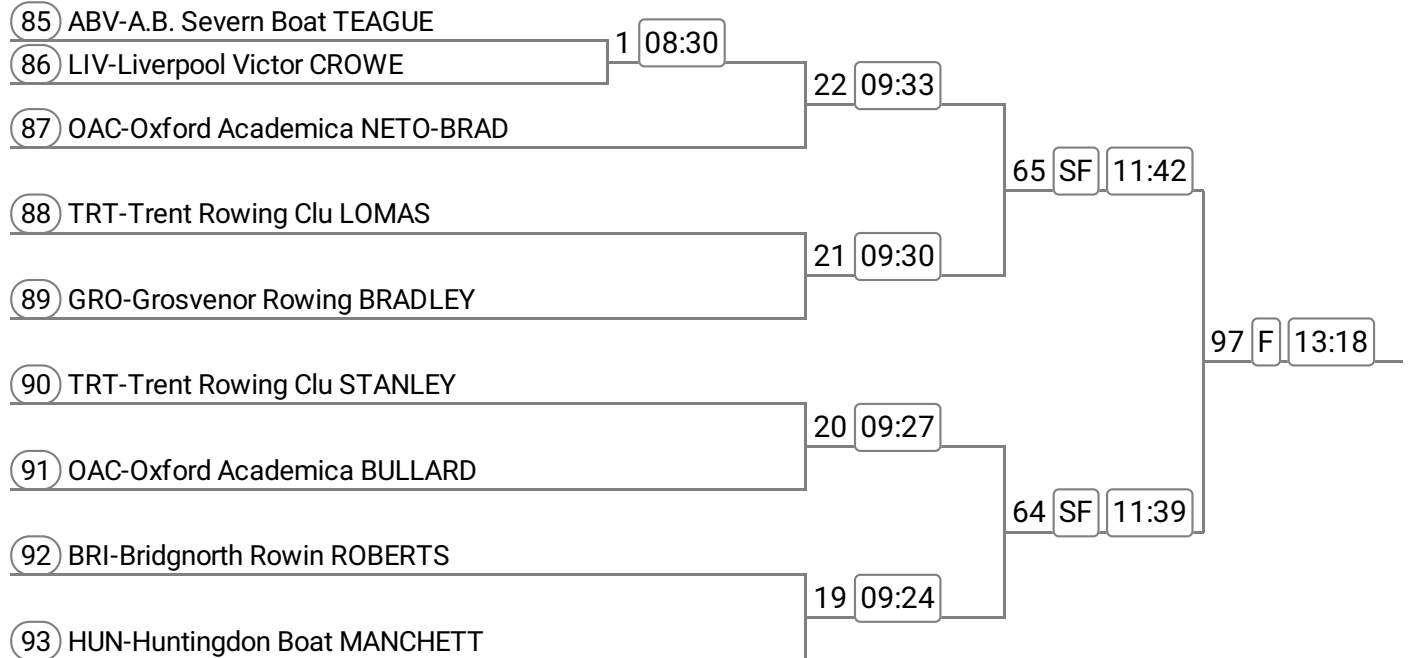 85 ABV-A.B. Severn Boat TEAGUE
1 08:30
86 LIV-Liverpool Victor CROWE
22 09:33
87 OAC-Oxford Academica NETO-BRAD
65 SF 11:42
88 TRT-Trent Rowing Clu LOMAS
21 09:30
89 GRO-Grosvenor Rowing BRADLEY
97 F 13:18
90 TRT-Trent Rowing Clu STANLEY
20 09:27
91 OAC-Oxford Academica BULLARD
64 SF 11:39
92 BRI-Bridgnorth Rowin ROBERTS
19 09:24
93 HUN-Huntingdon Boat MANCHETT